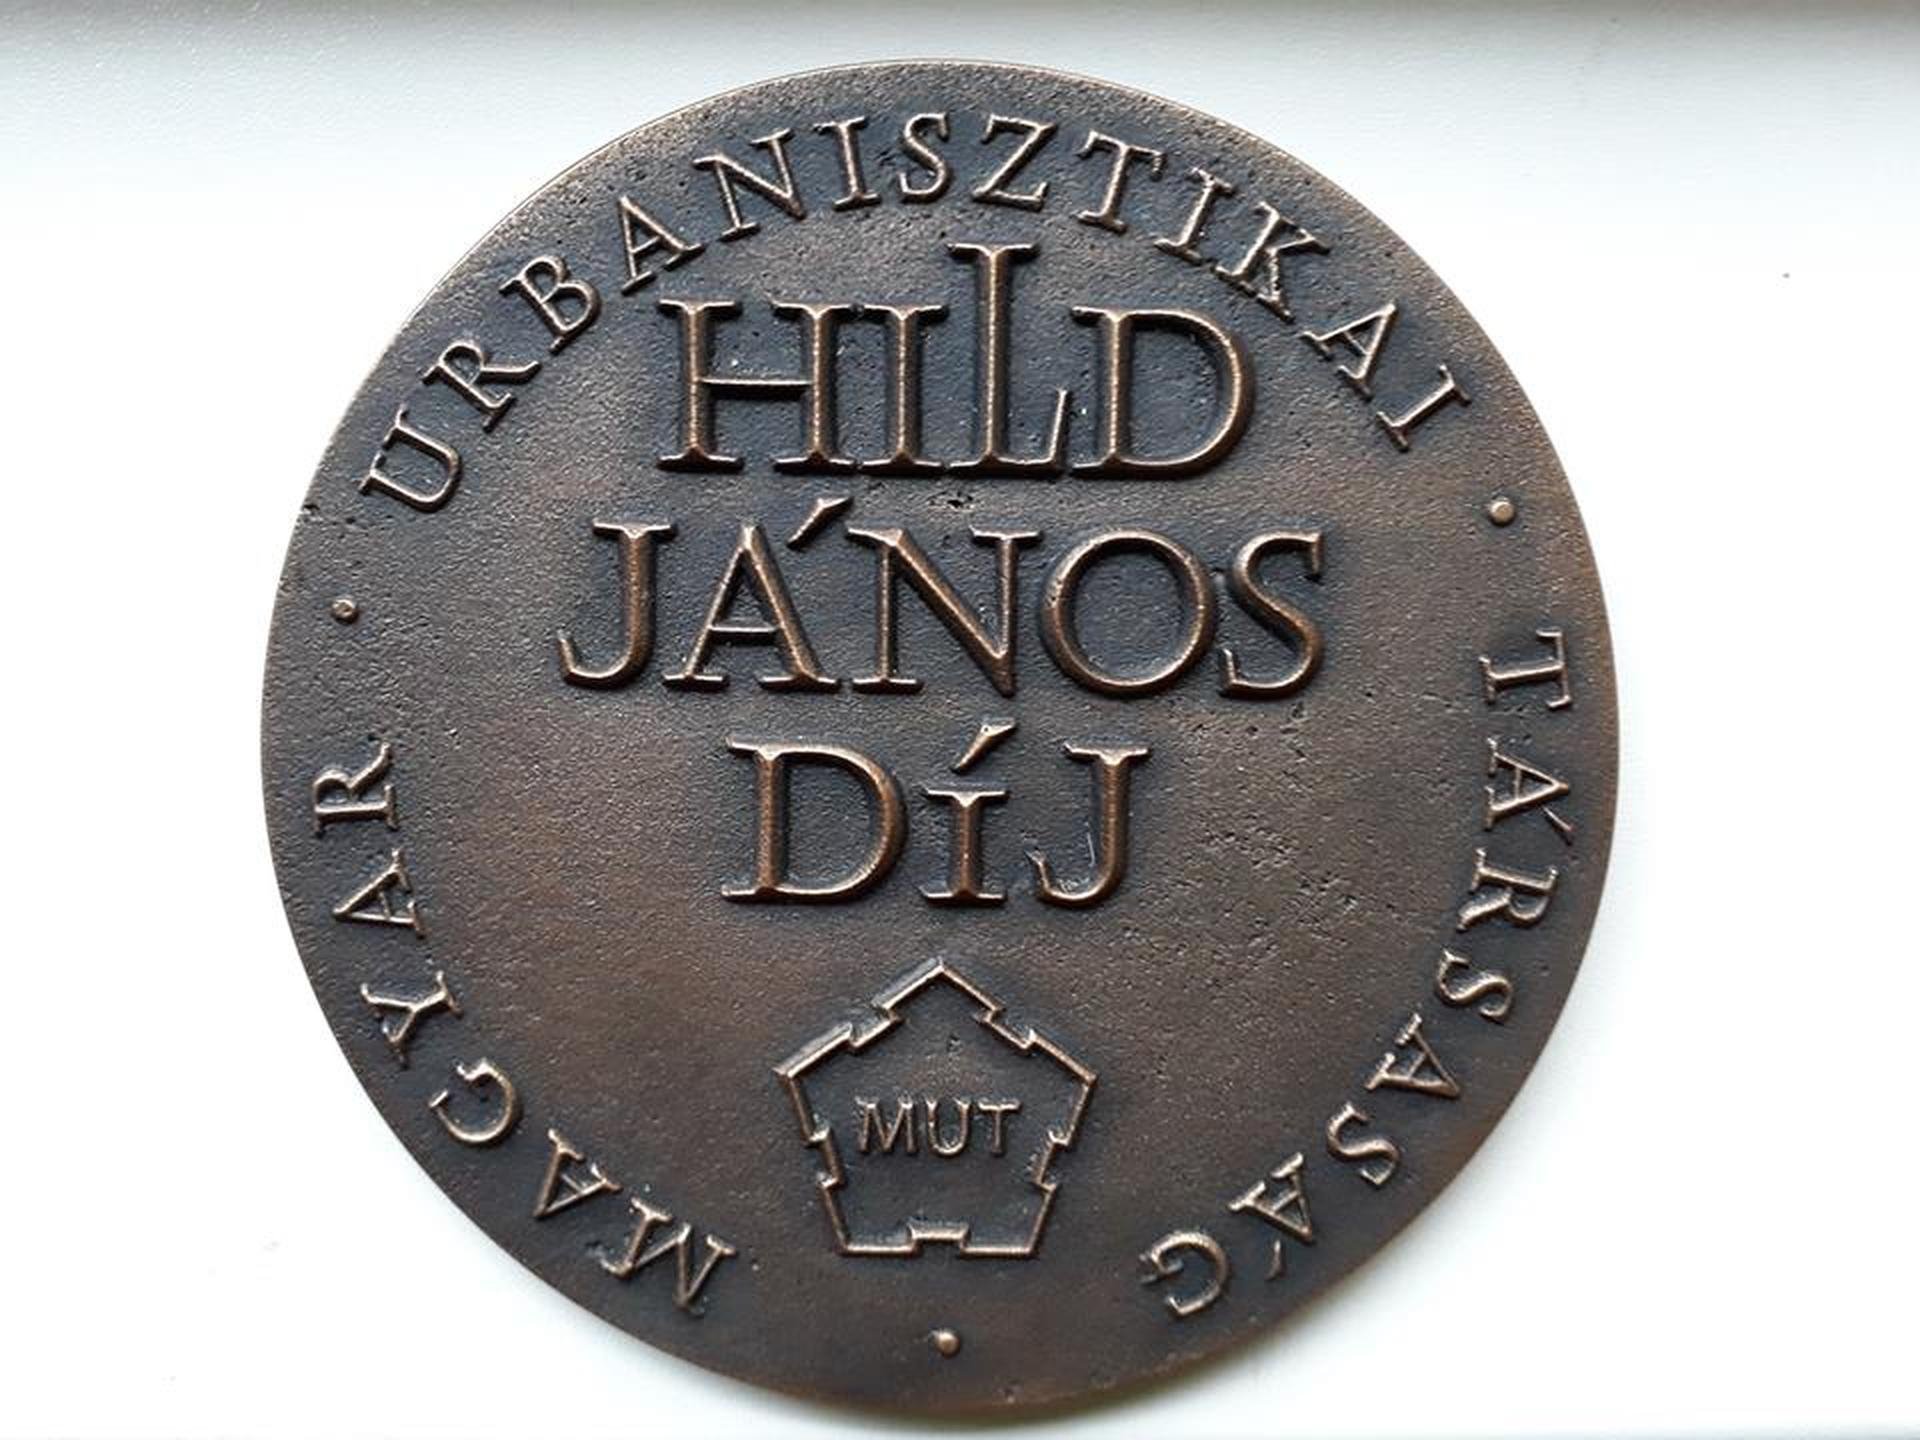 MAGYAR · URBANISZTIKAI · TÁRSASÁG ·
HILD
JÁNOS
DÍJ
MUT